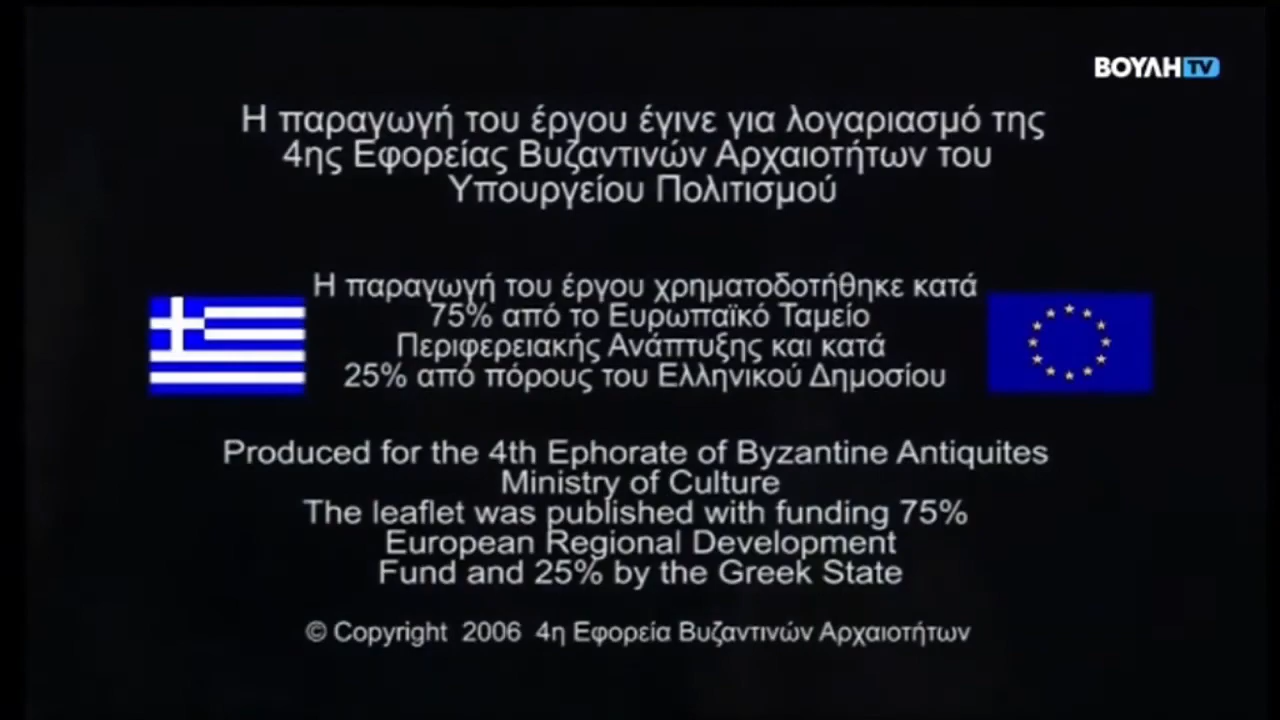 ΒΟΥΛΗ TV
Η παραγωγή του έργου έγινε για λογαριασμό της
4ης Εφορείας Βυζαντινών Αρχαιοτήτων του
Υπουργείου Πολιτισμού
Η παραγωγή του έργου χρηματοδοτήθηκε κατά
75% από το Ευρωπαϊκό Ταμείο
Περιφερειακής Ανάπτυξης και κατά
25% από πόρους του Ελληνικού Δημοσίου
Produced for the 4th Ephorate of Byzantine Antiquites
Ministry of Culture
The leaflet was published with funding 75%
European Regional Development
Fund and 25% by the Greek State
© Copyright 2006 4η Εφορεία Βυζαντινών Αρχαιοτήτων